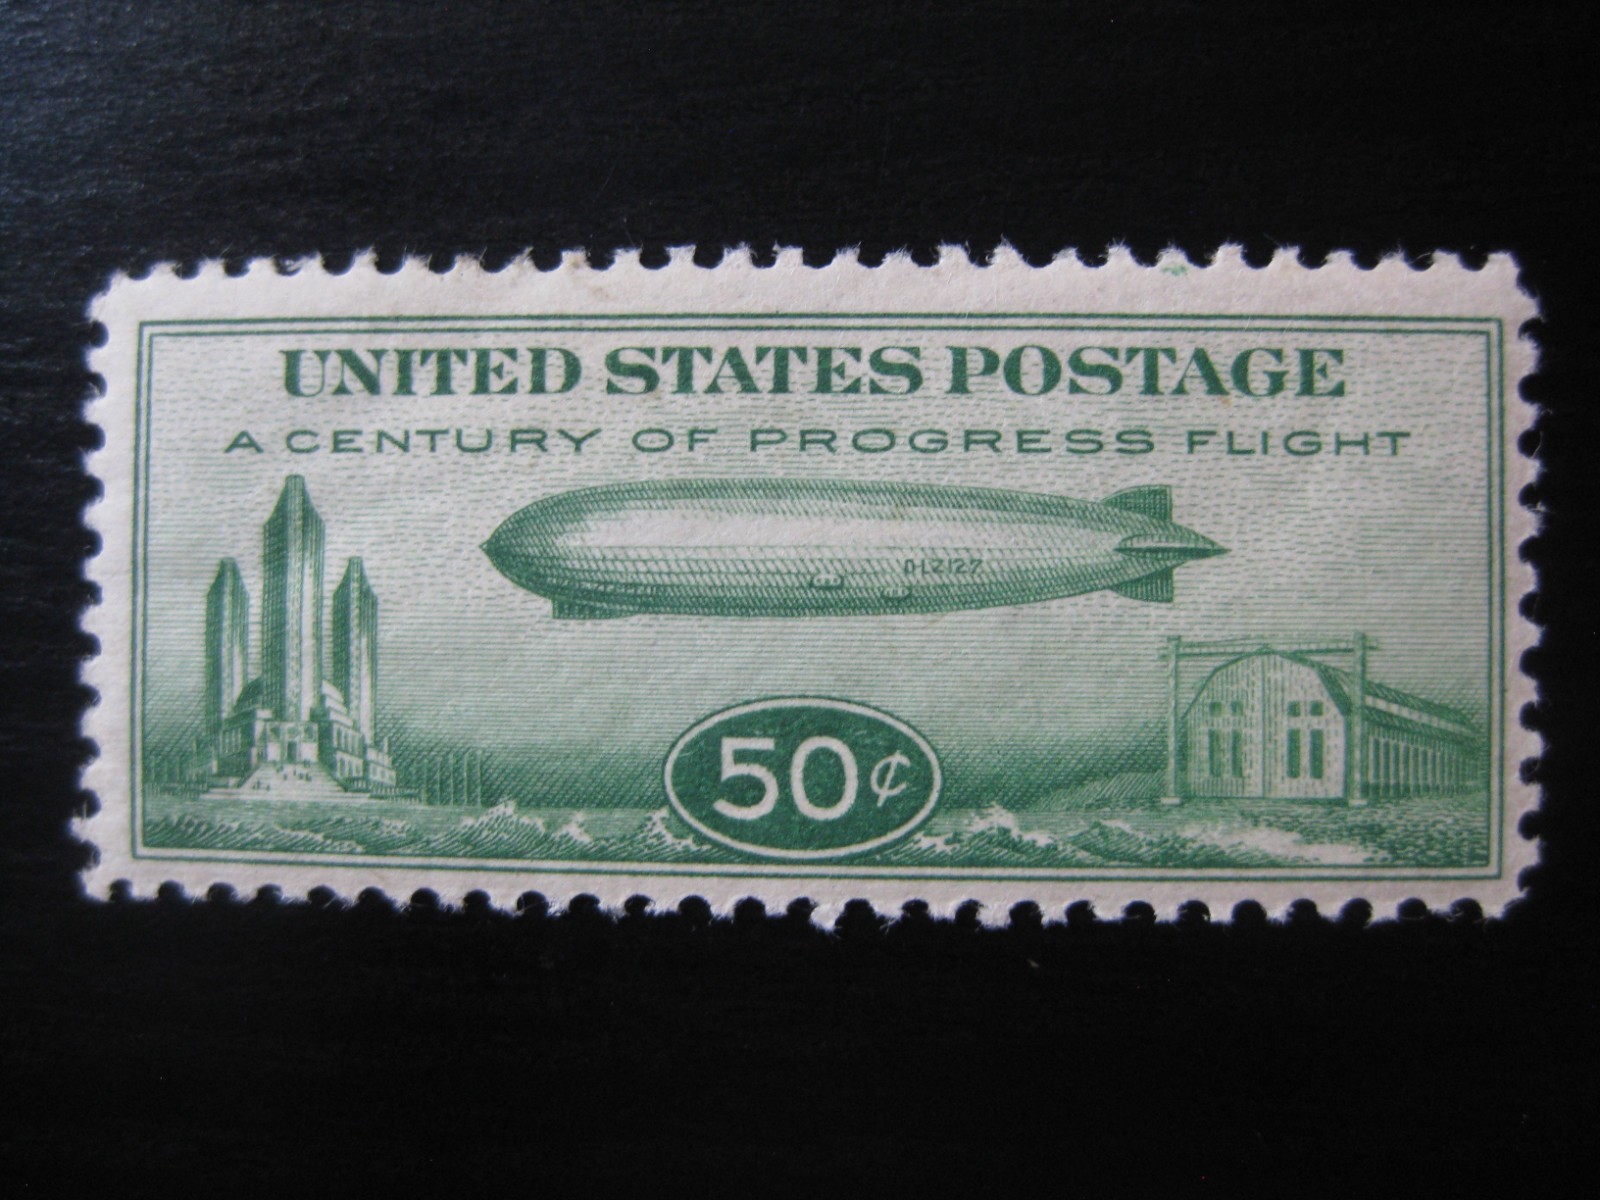 UNITED STATES POSTAGE
A CENTURY OF PROGRESS FLIGHT
D-LZ127
50¢